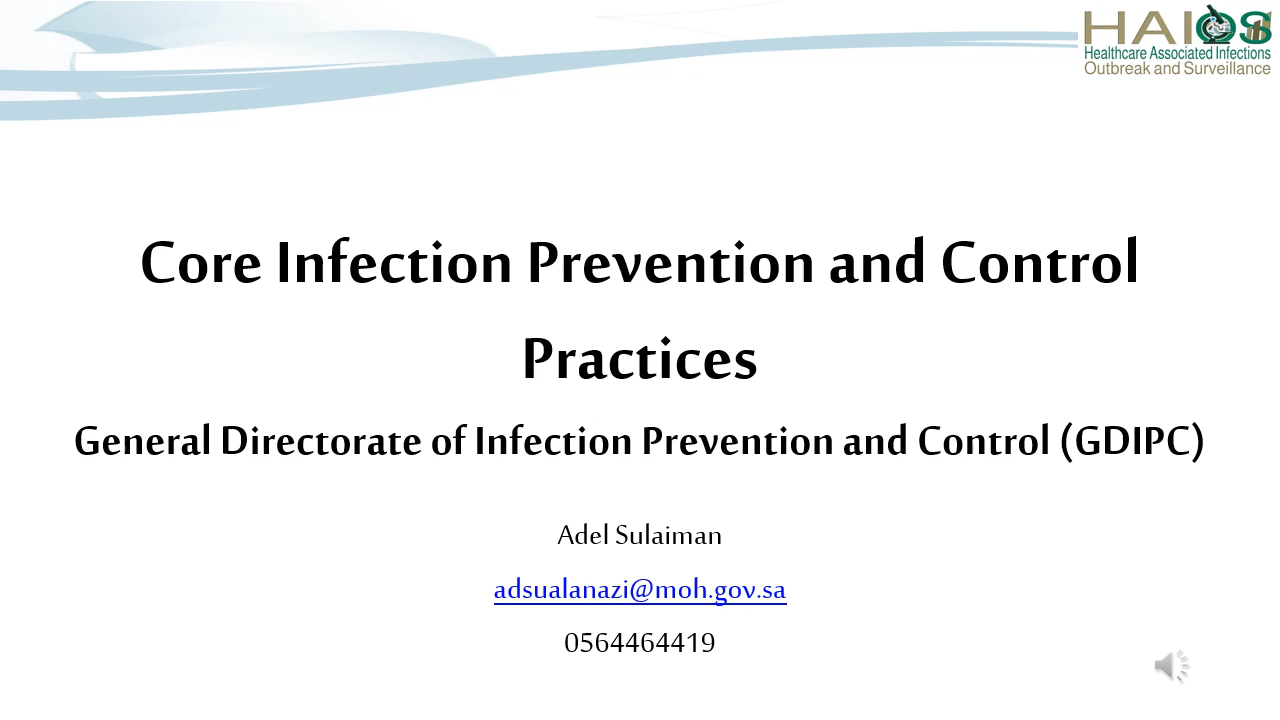 HAIOS
Healthcare Associated Infections
Outbreak and Surveillance
Core Infection Prevention and Control
Practices
General Directorate of Infection Prevention and Control (GDIPC)
Adel Sulaiman
adsualanazi@moh.gov.sa
0564464419